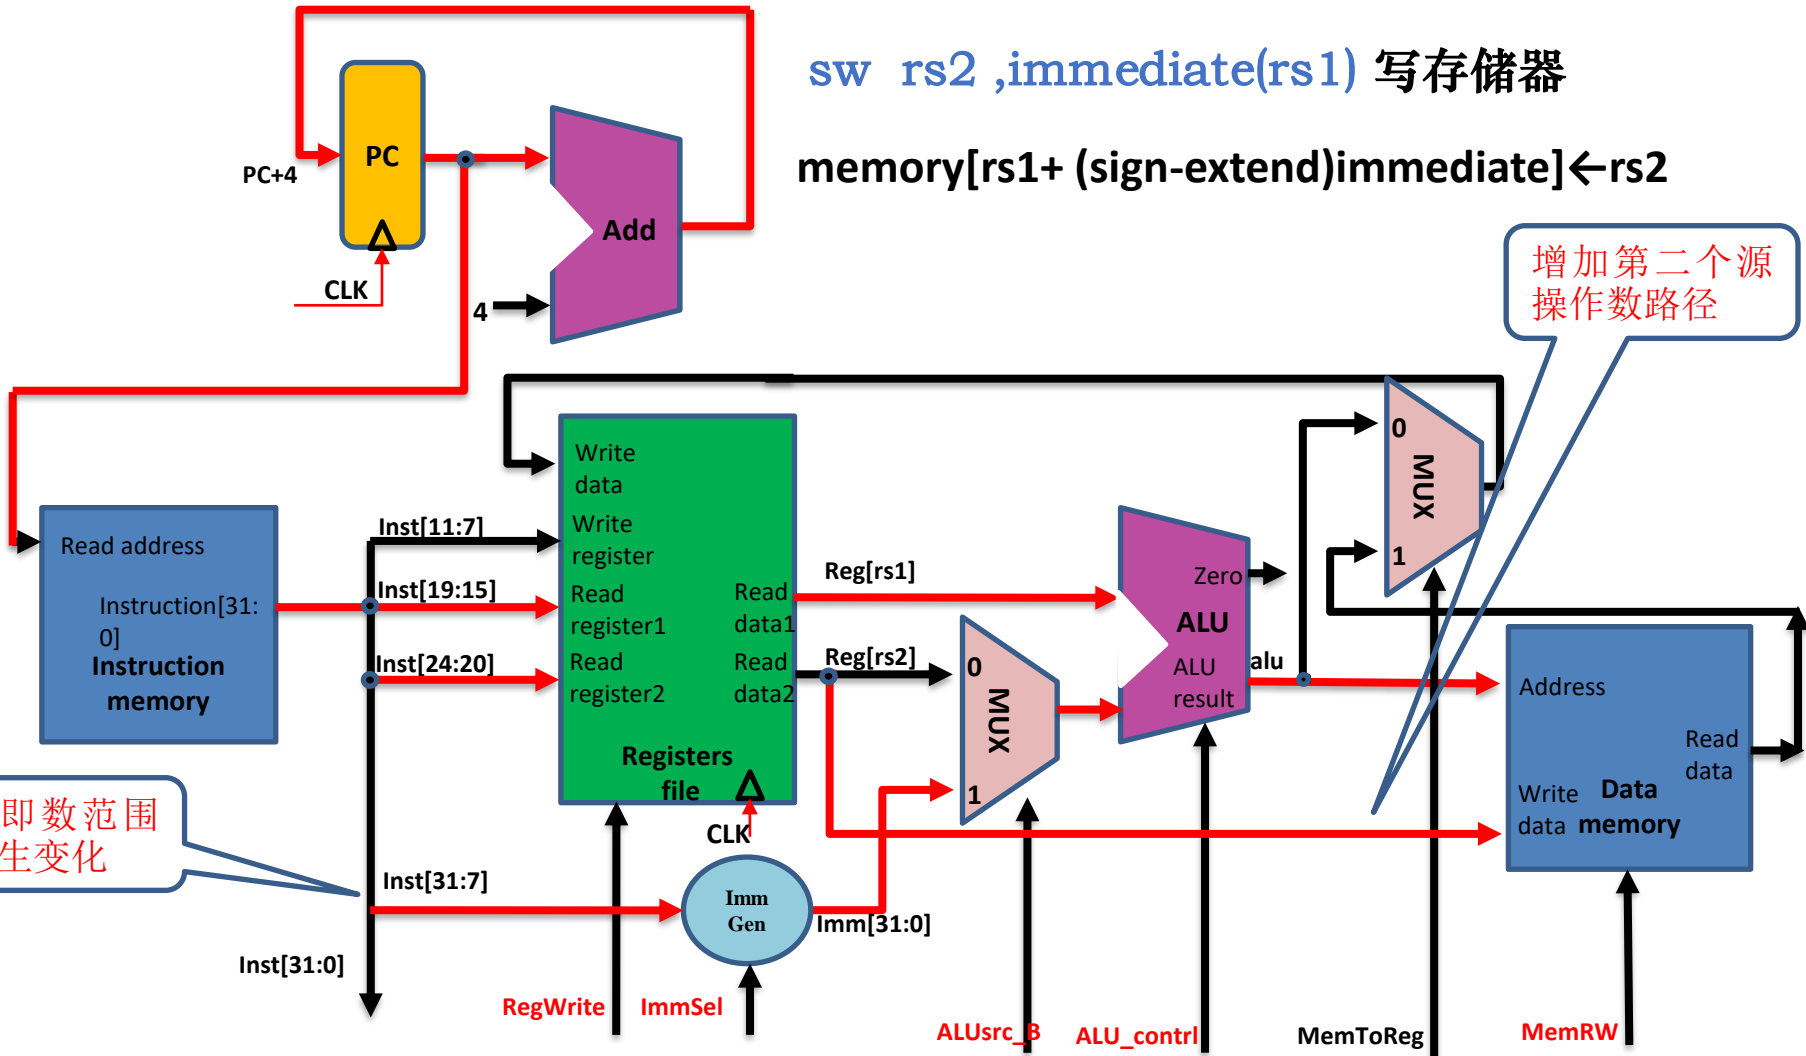 sw rs2 ,immediate(rs1) 写存储器
memory[rs1+ (sign-extend)immediate]←rs2
PC+4
PC
CLK
Add
4
增加第二个源
操作数路径
Read address
Instruction[31:
0]
Instruction
memory
Inst[11:7]
Inst[19:15]
Inst[24:20]
Inst[31:7]
Inst[31:0]
即数范围
生变化
Write
data
Write
register
Read
register1
Read
register2
Read
data1
Read
data2
Registers
file
CLK
Imm
Gen
Imm[31:0]
Reg[rs1]
Reg[rs2]
0
MUX
1
Zero
ALU
ALU
result
alu
0
MUX
1
Address
Read
data
Write
data
Data
memory
RegWrite
ImmSel
ALUsrc_B
ALU_contrl
MemToReg
MemRW